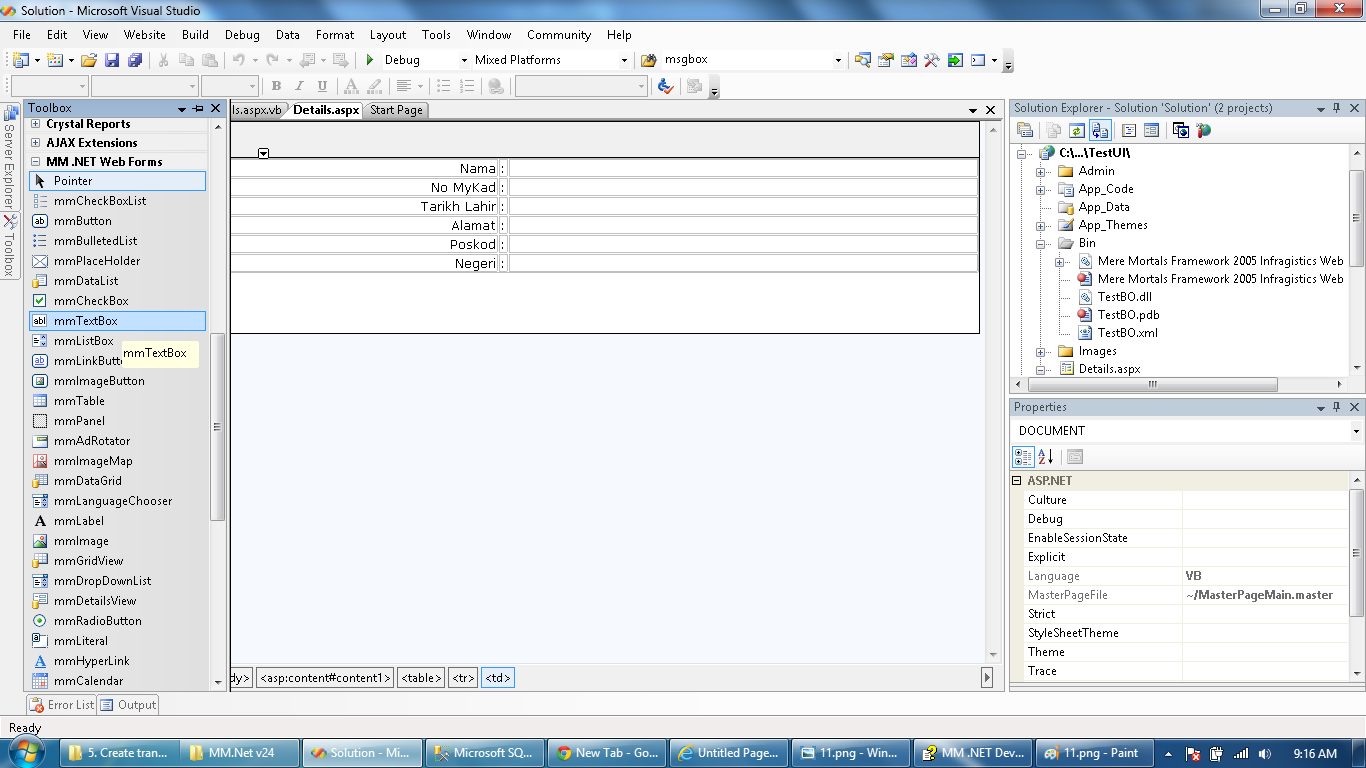 Solution - Microsoft Visual Studio
File Edit View Website Build Debug Data Format Layout Tools Window Community Help
Debug Mixed Platforms msgbox
B I U A
Toolbox
ls.aspx.vb Details.aspx Start Page
Server Explorer
Toolbox
Crystal Reports
AJAX Extensions
MM .NET Web Forms
Pointer
mmCheckBoxList
mmButton
mmBulletedList
mmPlaceHolder
mmDataList
mmCheckBox
mmTextBox
mmListBox
mmLinkButto
mmTextBox
mmImageButton
mmTable
mmPanel
mmAdRotator
mmImageMap
mmDataGrid
mmLanguageChooser
mmLabel
mmImage
mmGridView
mmDropDownList
mmDetailsView
mmRadioButton
mmLiteral
mmHyperLink
mmCalendar
Nama :
No MyKad :
Tarikh Lahir :
Alamat :
Poskod :
Negeri :
dy> <asp:content#content1> <table> <tr> <td>
Solution Explorer - Solution 'Solution' (2 projects)
C:\...\TestUI\
Admin
App_Code
App_Data
App_Themes
Bin
Mere Mortals Framework 2005 Infragistics Web
Mere Mortals Framework 2005 Infragistics Web
TestBO.dll
TestBO.pdb
TestBO.xml
Images
Details.aspx
Properties
DOCUMENT
ASP.NET
Culture
Debug
EnableSessionState
Explicit
Language VB
MasterPageFile ~/MasterPageMain.master
Strict
StyleSheetTheme
Theme
Trace
Error List Output
Ready
5. Create tran... MM.Net v24 Solution - Mi... Microsoft SQ... New Tab - Go... Untitled Page... 11.png - Win... MM .NET Dev... 11.png - Paint 9:16 AM